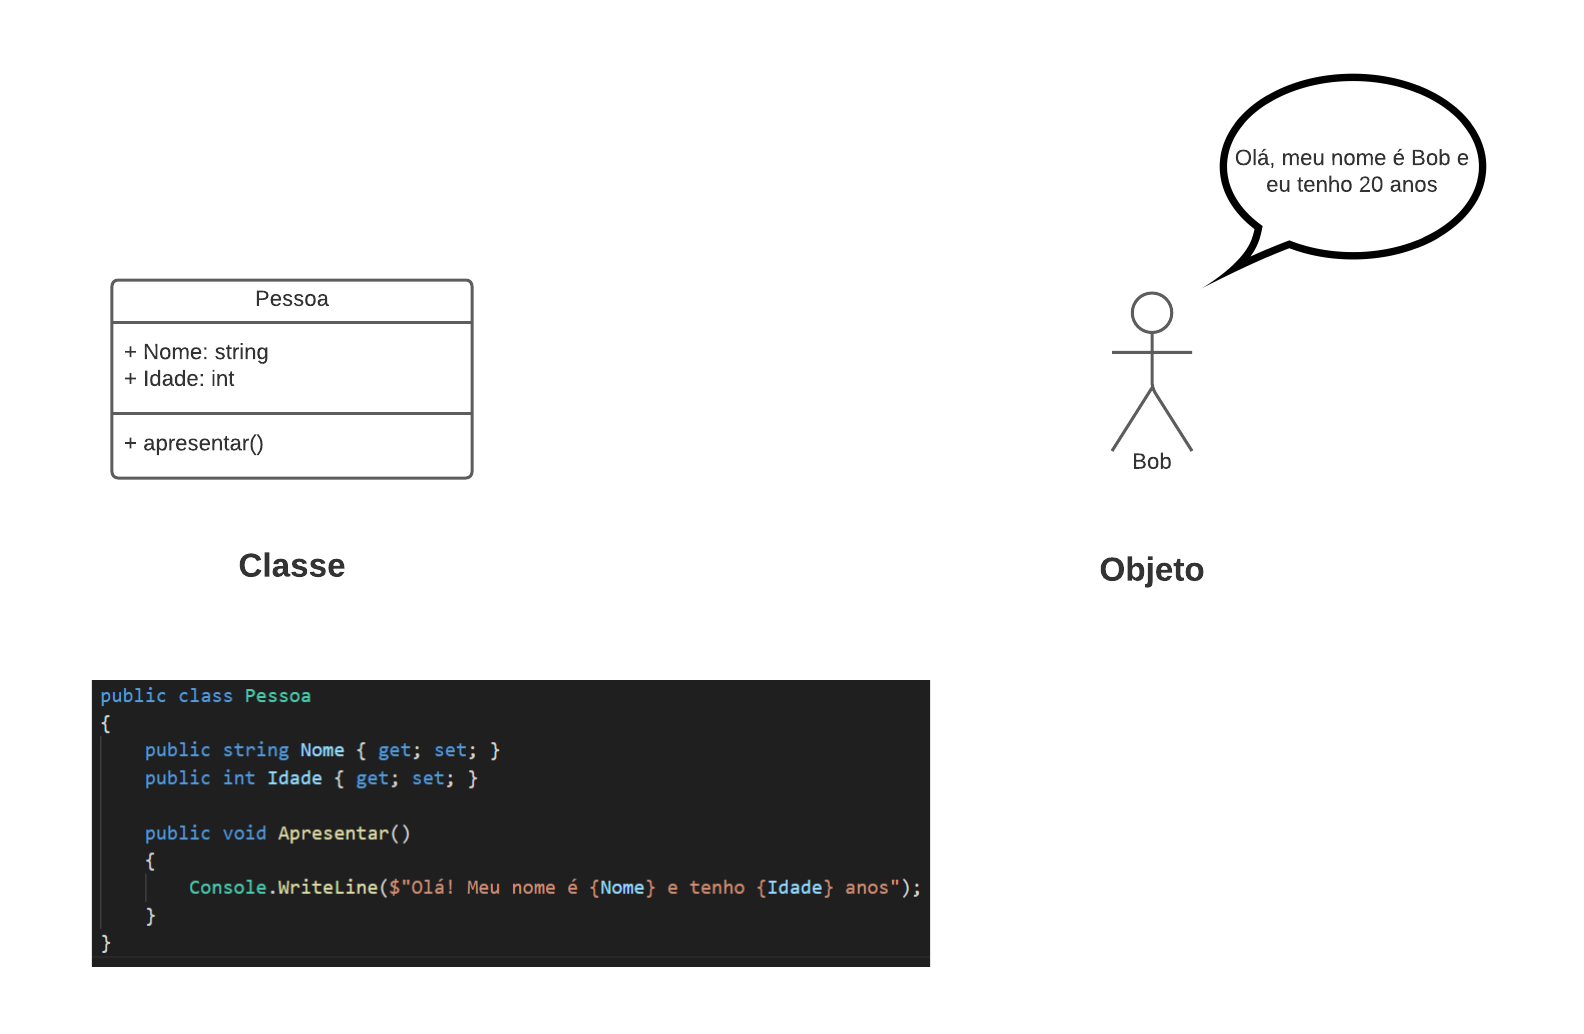 Olá, meu nome é Bob e
eu tenho 20 anos
Pessoa
+ Nome: string
+ Idade: int
+ apresentar()
Bob
Classe
Objeto
public class Pessoa
{
    public string Nome { get; set; }
    public int Idade { get; set; }

    public void Apresentar()
    {
        Console.WriteLine($"Olá! Meu nome é {Nome} e tenho {Idade} anos");
    }
}